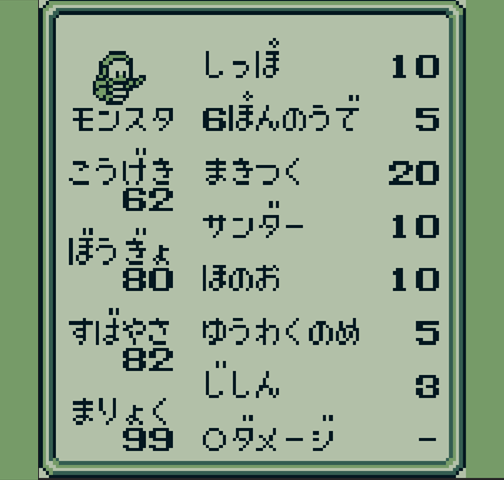 しっぽ 10
モンスタ 6ぽんのうで 5
こうげき まきつく 20
62
サンダー 10
ぼうぎょ
80 ほのお 10
すばやさ ゆうわくのめ 5
82
じしん 3
まりょく
99 ○ダメージ -